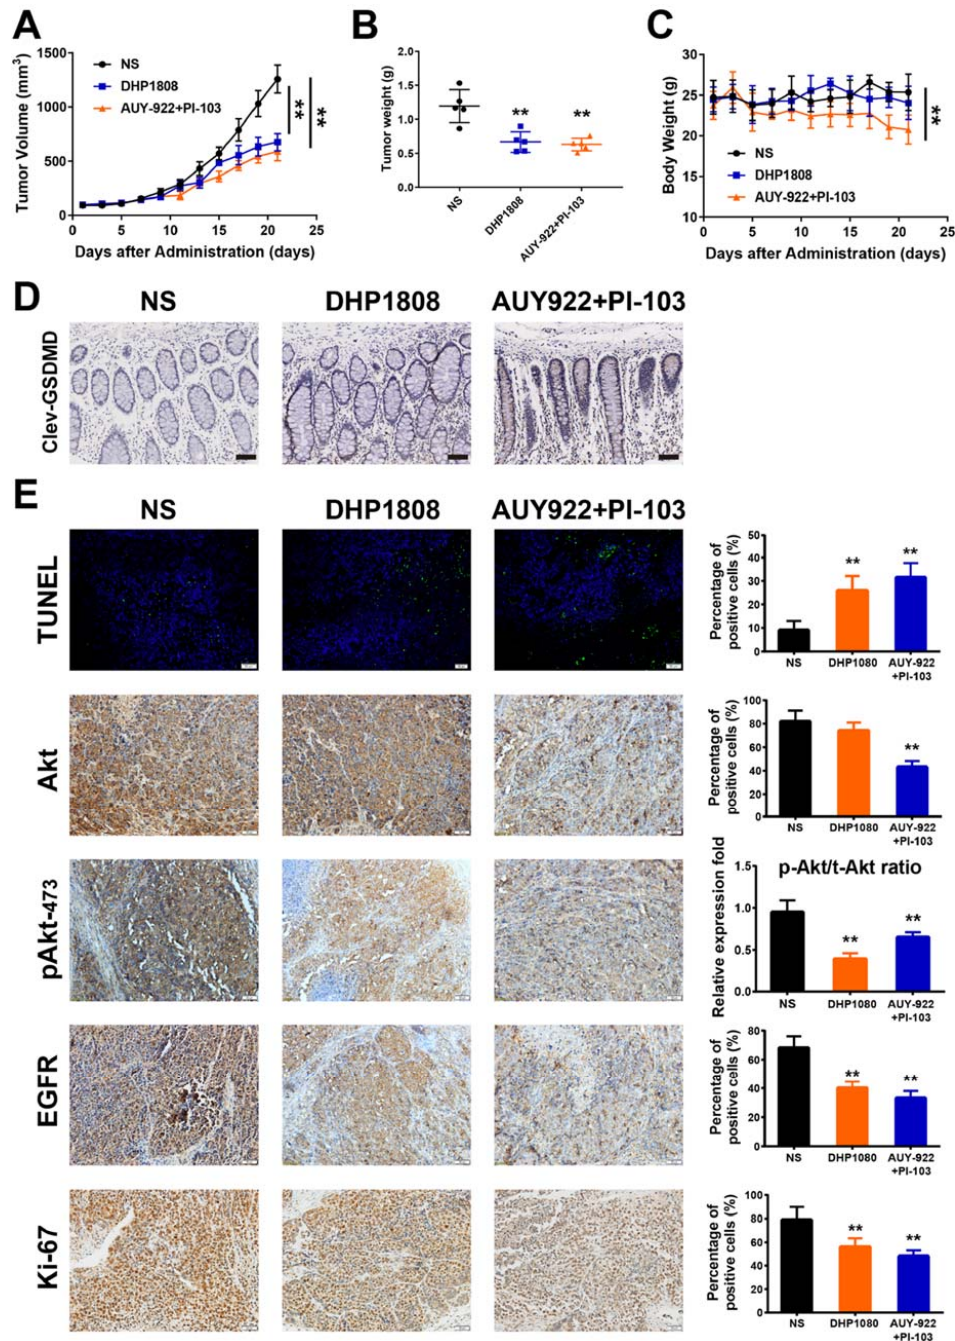 A
Tumor Volume (mm³)
1500
1000
500
0
NS
DHP1808
AUY-922+PI-103
**
**
0 5 10 15 20 25
Days after Administration (days)
B
Tumor weight (g)
2.0
1.5
1.0
0.5
0.0
**
**
NS
DHP1808
AUY-922+PI-103
C
Body Weight (g)
30
25
20
15
10
**
NS
DHP1808
AUY-922+PI-103
0 5 10 15 20 25
Days after Administration (days)
D
NS DHP1808 AUY922+PI-103
Clev-GSDMD
E
NS DHP1808 AUY922+PI-103
TUNEL
Percentage of
positive cells (%)
50
40
30
20
10
0
** **
NS DHP1080 AUY-922
+PI-103
Akt
Percentage of
positive cells (%)
100
80
60
40
20
0
**
NS DHP1080 AUY-922
+PI-103
pAkt-473
p-Akt/t-Akt ratio
Relative expression fold
1.5
1.0
0.5
0.0
** **
NS DHP1080 AUY-922
+PI-103
EGFR
Percentage of
positive cells (%)
80
60
40
20
0
** **
NS DHP1080 AUY-922
+PI-103
Ki-67
Percentage of
positive cells (%)
100
80
60
40
20
0
** **
NS DHP1080 AUY-922
+PI-103